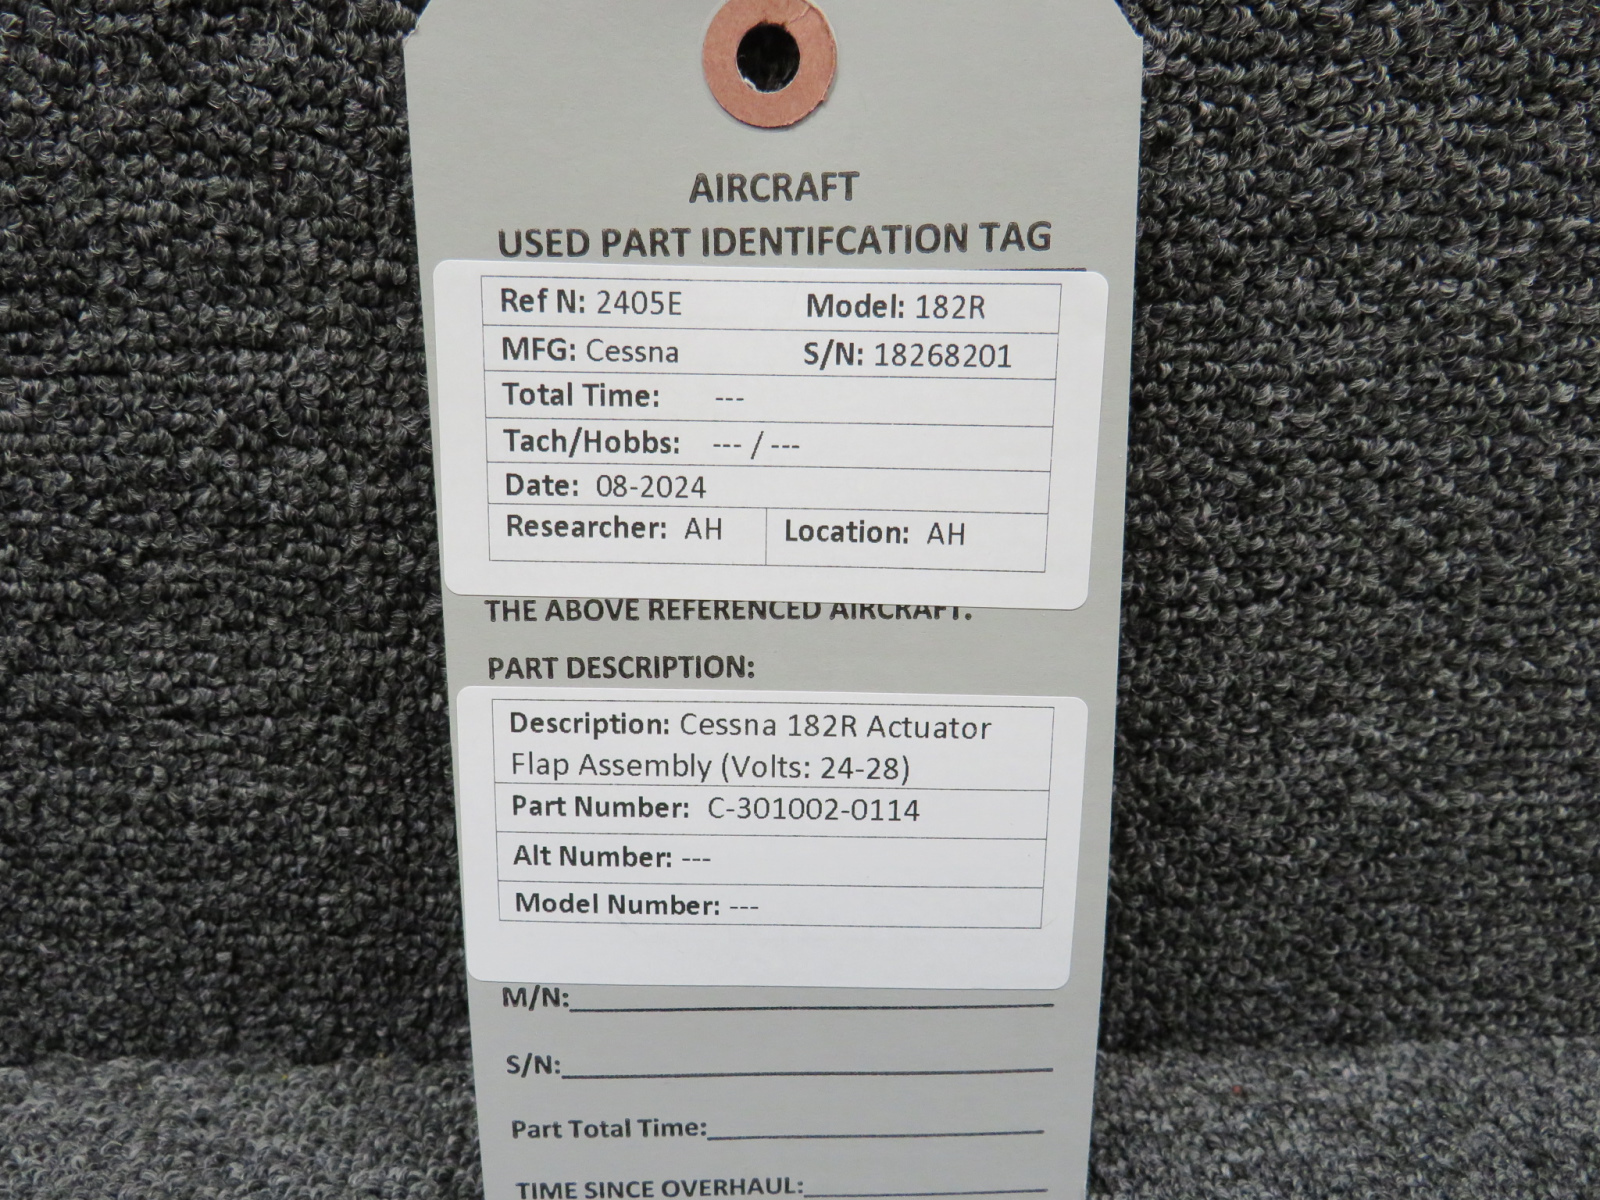 AIRCRAFT
USED PART IDENTIFCATION TAG
Ref N: 2405E Model: 182R
MFG: Cessna S/N: 18268201
Total Time: ---
Tach/Hobbs: --- / ---
Date: 08-2024
Researcher: AH Location: AH
THE ABOVE REFERENCED AIRCRAFT.
PART DESCRIPTION:
Description: Cessna 182R Actuator
Flap Assembly (Volts: 24-28)
Part Number: C-301002-0114
Alt Number: ---
Model Number: ---
M/N:
S/N:
Part Total Time:
TIME SINCE OVERHAUL: